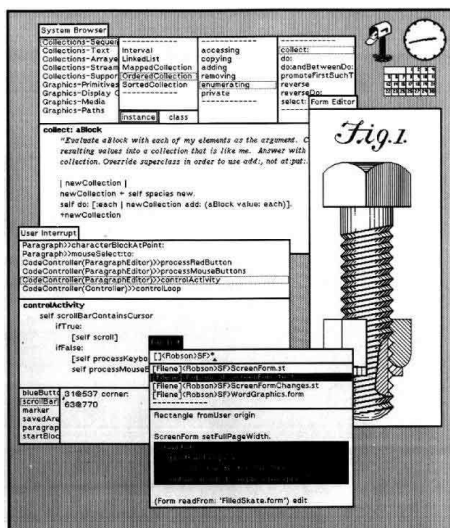 System Browser
Collections-Text
Collections-Stream
Collections-Suppor
Graphics-Primitives
Graphics-Display
Graphics-Media
Graphics-Paths
Interval
LinkedList
MappedCollection
OrderedCollection
SortedCollection
instance class
accessing
copying
adding
removing
enumerating
private
collect:
do:
do:andBetweenDo:
promoteFirstSuchT
reverse
reverseDo:
select:
Form Editor
Fig. 1.
collect: aBlock
"Evaluate aBlock with each of my elements as the argument. C
resulting values into a collection that is like me. Answer with
collection. Override superclass in order to use add:, not at:put:.
| newCollection |
newCollection ← self species new.
self do: [:each | newCollection add: (aBlock value: each)].
↑newCollection
User Interrupt
Paragraph>>characterBlockAtPoint:
Paragraph>>mouseSelect:to:
CodeController(ParagraphEditor)>>processRedButton
CodeController(ParagraphEditor)>>processMouseButtons
CodeController(ParagraphEditor)>>controlActivity
CodeController(Controller)>>controlLoop
controlActivity
self scrollBarContainsCursor
ifTrue:
[self scroll]
ifFalse:
[self processKeybo
self processMouseB
blueButto
scrollBar
marker
savedAre
paragrap
startBloc
31@537 corner:
63@770
[]<Robson>SF>*
[Filene]<Robson>SF>ScreenForm.st
[Filene]<Robson>SF>ScreenFormChanges.st
[Filene]<Robson>SF>WordGraphics.form
Rectangle fromUser origin
ScreenForm setFullPageWidth.
(Form readFrom: 'FilledSkate.form') edit